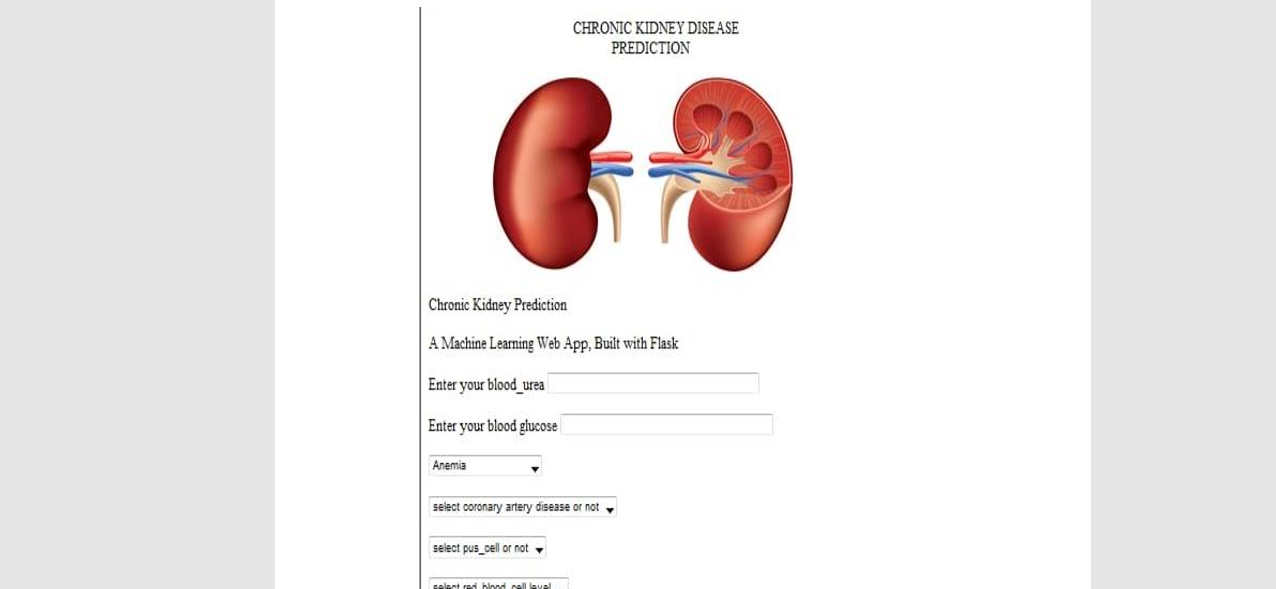 CHRONIC KIDNEY DISEASE
PREDICTION
Chronic Kidney Prediction
A Machine Learning Web App, Built with Flask
Enter your blood_urea
Enter your blood glucose
Anemia
select coronary artery disease or not
select pus_cell or not
select red_blood_cell level